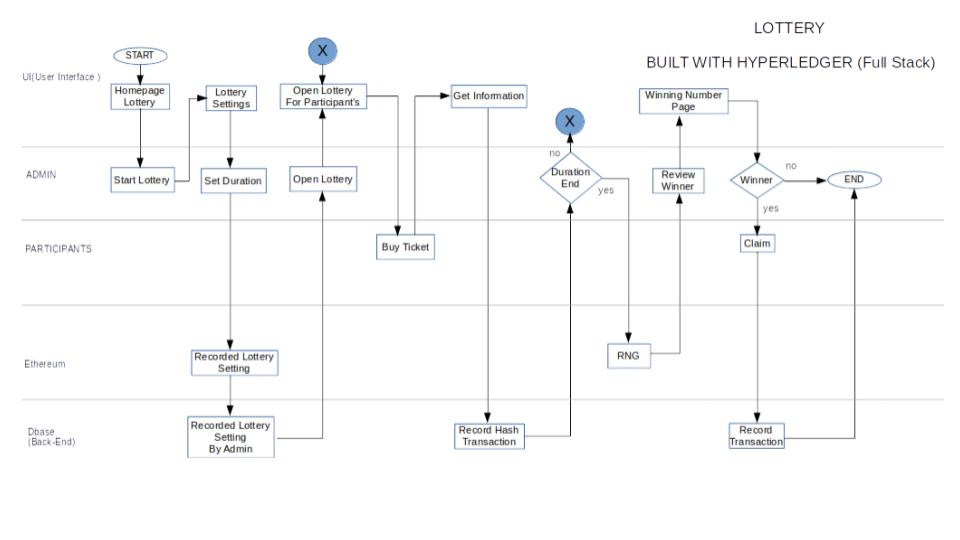 LOTTERY
BUILT WITH HYPERLEDGER (Full Stack)
UI(User Interface )
START
Homepage
Lottery
Lottery
Settings
X
Open Lottery
For Participant's
Get Information
X
Winning Number
Page
ADMIN
Start Lottery
Set Duration
Open Lottery
no
Duration
End
yes
Review
Winner
Winner
no
yes
END
PARTICIPANTS
Buy Ticket
Claim
Ethereum
Recorded Lottery
Setting
RNG
Dbase
(Back-End)
Recorded Lottery
Setting
By Admin
Record Hash
Transaction
Record
Transaction